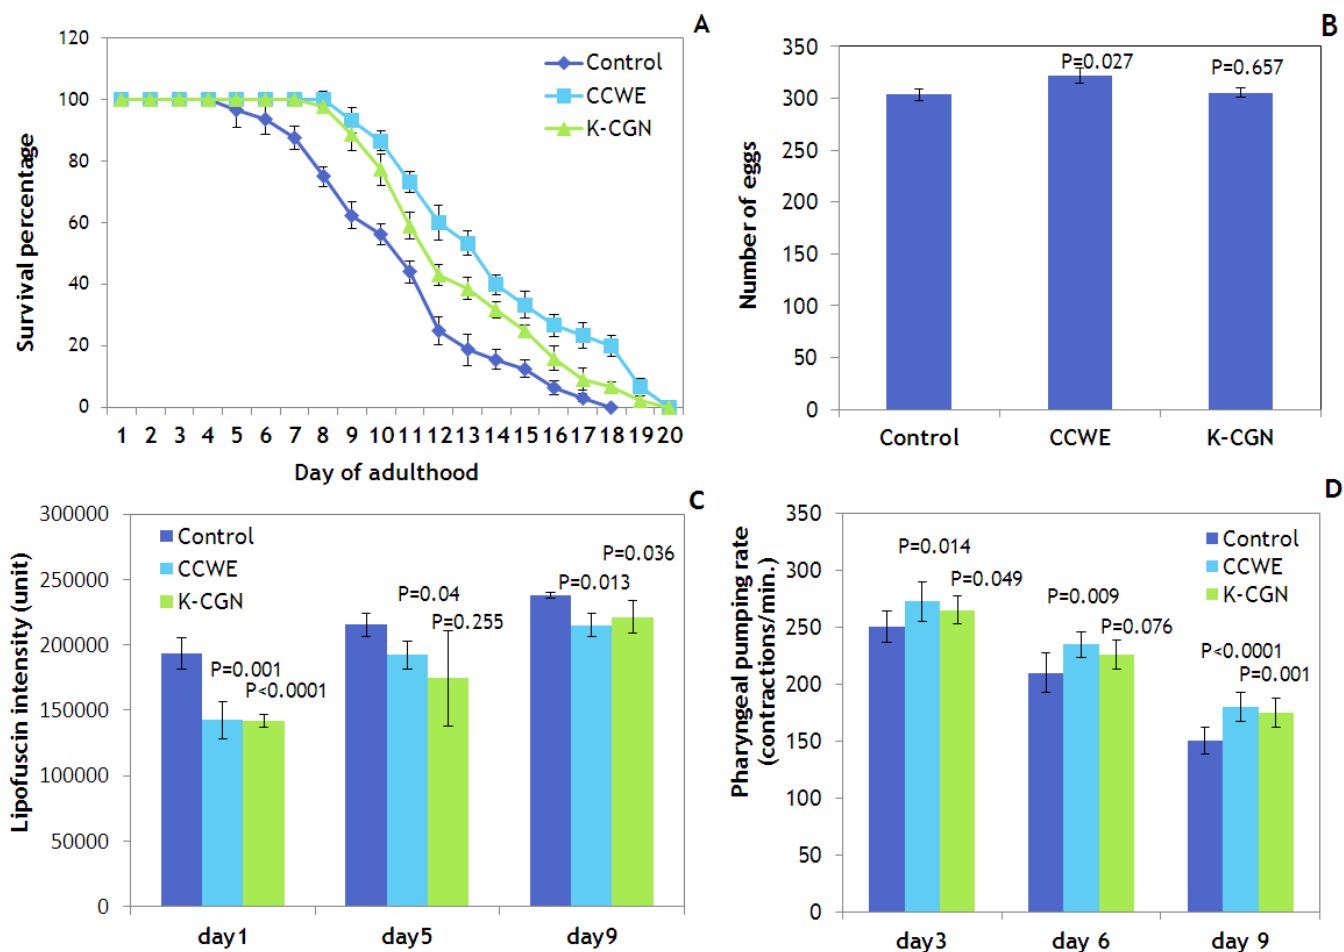 A
120
100
80
60
40
20
0
Survival percentage
Control
CCWE
K-CGN
1 2 3 4 5 6 7 8 9 10 11 12 13 14 15 16 17 18 19 20
Day of adulthood
B
350
300
250
200
150
100
50
0
Number of eggs
P=0.027
P=0.657
Control CCWE K-CGN
C
300000
250000
200000
150000
100000
50000
0
Lipofuscin intensity (unit)
Control
CCWE
K-CGN
P=0.001
P<0.0001
P=0.04
P=0.255
P=0.036
P=0.013
day1 day5 day9
D
350
300
250
200
150
100
50
0
Pharyngeal pumping rate
(contractions/min.)
Control
CCWE
K-CGN
P=0.014
P=0.049
P=0.009
P=0.076
P<0.0001
P=0.001
day3 day 6 day 9